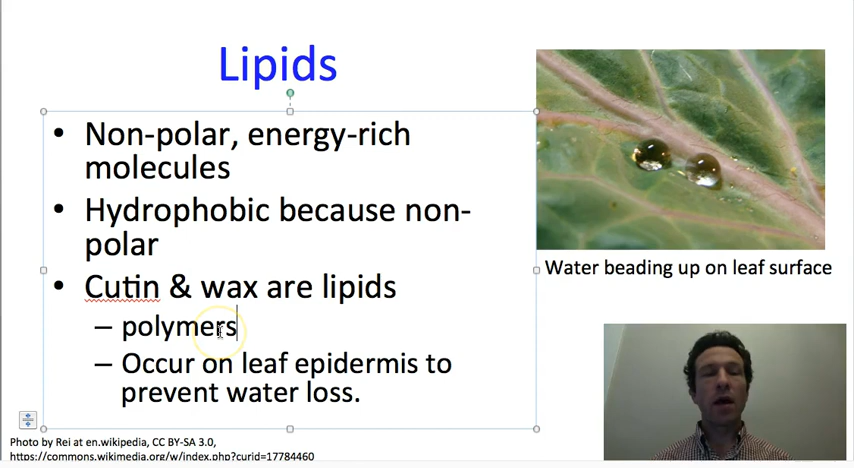 Lipids
• Non-polar, energy-rich
molecules
• Hydrophobic because non-
polar
• Cutin & wax are lipids
– polymers
– Occur on leaf epidermis to
prevent water loss.
Water beading up on leaf surface
Photo by Rei at en.wikipedia, CC BY-SA 3.0,
https://commons.wikimedia.org/w/index.php?curid=17784460